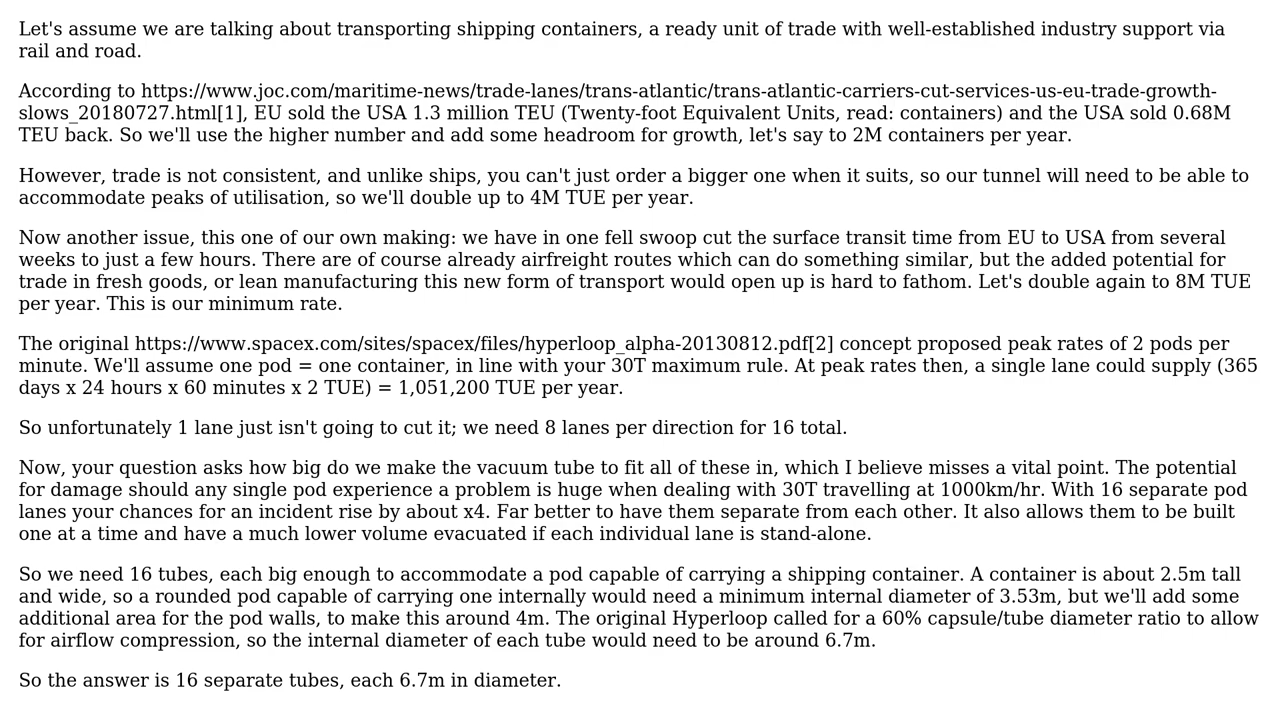 Let's assume we are talking about transporting shipping containers, a ready unit of trade with well-established industry support via
rail and road.
According to https://www.joc.com/maritime-news/trade-lanes/trans-atlantic/trans-atlantic-carriers-cut-services-us-eu-trade-growth-
slows_20180727.html[1], EU sold the USA 1.3 million TEU (Twenty-foot Equivalent Units, read: containers) and the USA sold 0.68M
TEU back. So we'll use the higher number and add some headroom for growth, let's say to 2M containers per year.
However, trade is not consistent, and unlike ships, you can't just order a bigger one when it suits, so our tunnel will need to be able to
accommodate peaks of utilisation, so we'll double up to 4M TUE per year.
Now another issue, this one of our own making: we have in one fell swoop cut the surface transit time from EU to USA from several
weeks to just a few hours. There are of course already airfreight routes which can do something similar, but the added potential for
trade in fresh goods, or lean manufacturing this new form of transport would open up is hard to fathom. Let's double again to 8M TUE
per year. This is our minimum rate.
The original https://www.spacex.com/sites/spacex/files/hyperloop_alpha-20130812.pdf[2] concept proposed peak rates of 2 pods per
minute. We'll assume one pod = one container, in line with your 30T maximum rule. At peak rates then, a single lane could supply (365
days x 24 hours x 60 minutes x 2 TUE) = 1,051,200 TUE per year.
So unfortunately 1 lane just isn't going to cut it; we need 8 lanes per direction for 16 total.
Now, your question asks how big do we make the vacuum tube to fit all of these in, which I believe misses a vital point. The potential
for damage should any single pod experience a problem is huge when dealing with 30T travelling at 1000km/hr. With 16 separate pod
lanes your chances for an incident rise by about x4. Far better to have them separate from each other. It also allows them to be built
one at a time and have a much lower volume evacuated if each individual lane is stand-alone.
So we need 16 tubes, each big enough to accommodate a pod capable of carrying a shipping container. A container is about 2.5m tall
and wide, so a rounded pod capable of carrying one internally would need a minimum internal diameter of 3.53m, but we'll add some
additional area for the pod walls, to make this around 4m. The original Hyperloop called for a 60% capsule/tube diameter ratio to allow
for airflow compression, so the internal diameter of each tube would need to be around 6.7m.
So the answer is 16 separate tubes, each 6.7m in diameter.